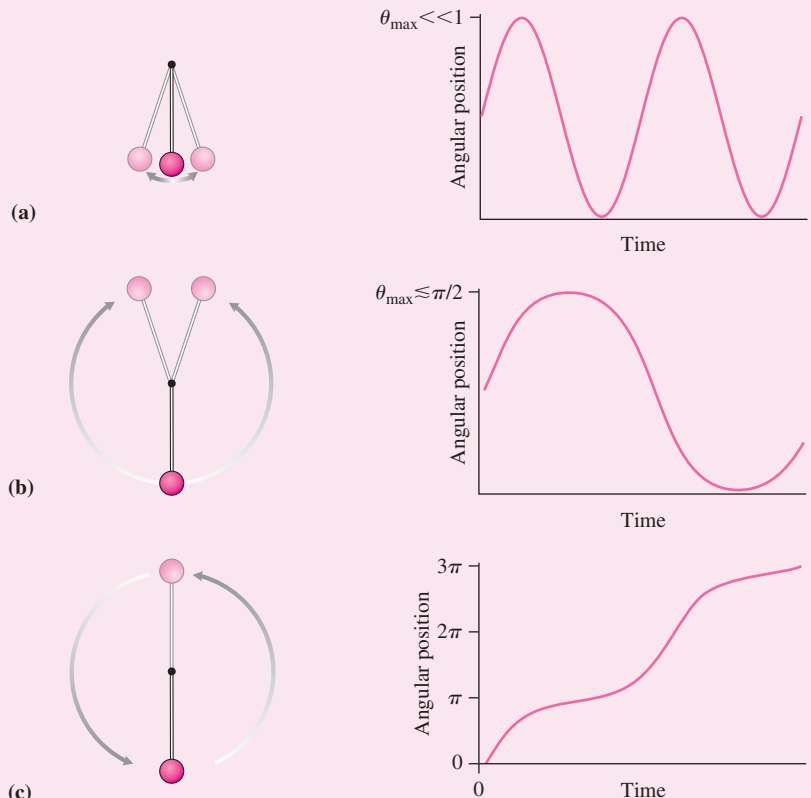 θmax<<1
Angular position
Time
(a)
θmax≲π/2
Angular position
Time
(b)
3π
2π
π
0
Angular position
0
Time
(c)